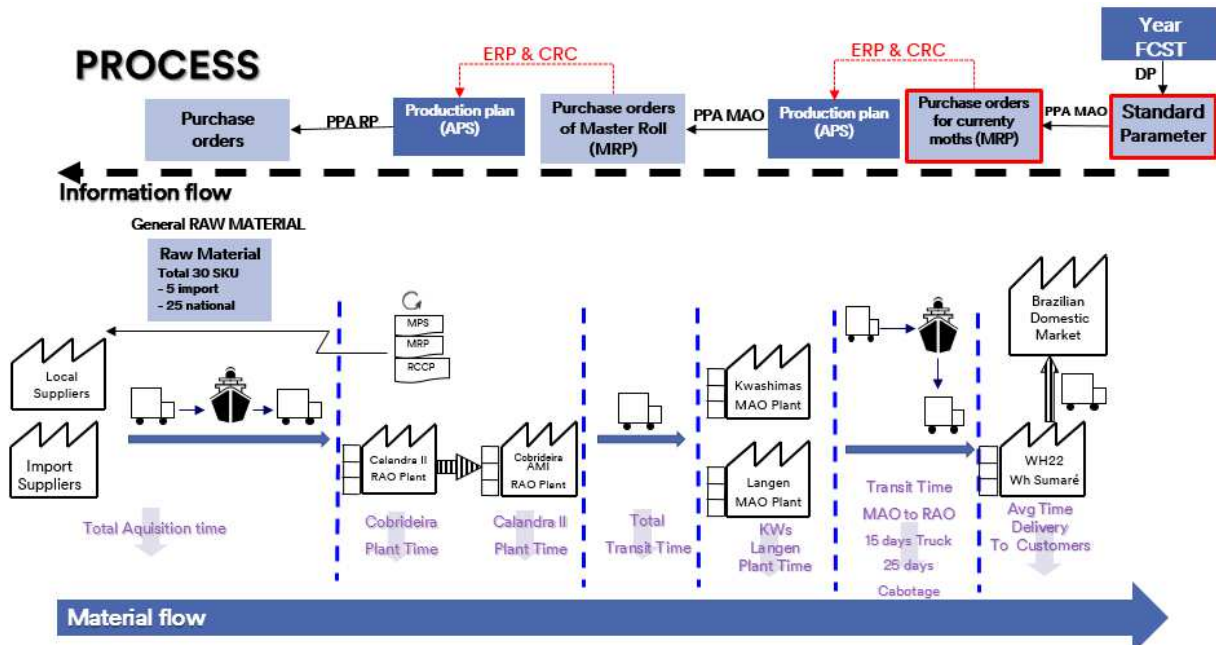 PROCESS
Year
FCST
DP
ERP & CRC
ERP & CRC
Purchase
orders
PPA RP
Production plan
(APS)
Purchase orders
of Master Roll
(MRP)
PPA MAO
Production plan
(APS)
Purchase orders
for currenty
moths (MRP)
PPA MAO
Standard
Parameter
Information flow
General RAW MATERIAL
Raw Material
Total 30 SKU
- 5 import
- 25 national
MPS
MRP
RCCP
Local
Suppliers
Import
Suppliers
Calandra II
RAO Plant
Cobrideira
AMI
RAO Plant
Kwashimas
MAO Plant
Langen
MAO Plant
Brazilian
Domestic
Market
WH22
Wh Sumaré
Total Aquisition time
Cobrideira
Plant Time
Calandra II
Plant Time
Total
Transit Time
KWs
Langen
Plant Time
Transit Time
MAO to RAO
15 days Truck
25 days
Cabotage
Avg Time
Delivery
To Customers
Material flow